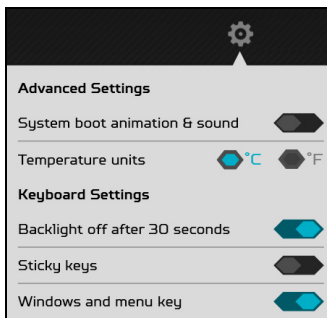 Advanced Settings
System boot animation & sound
Temperature units °C °F
Keyboard Settings
Backlight off after 30 seconds
Sticky keys
Windows and menu key